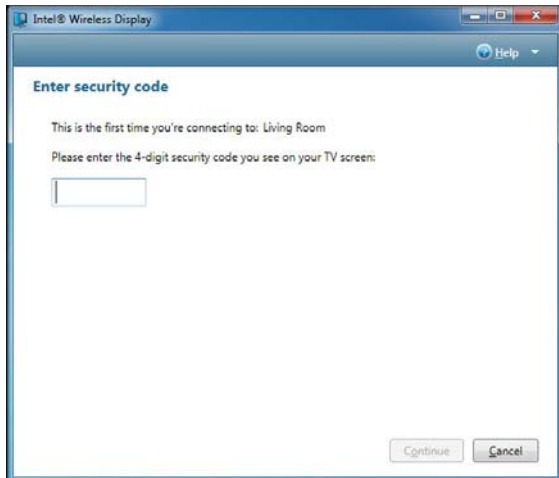 Intel® Wireless Display
Help
Enter security code
This is the first time you're connecting to: Living Room
Please enter the 4-digit security code you see on your TV screen:
Continue
Cancel